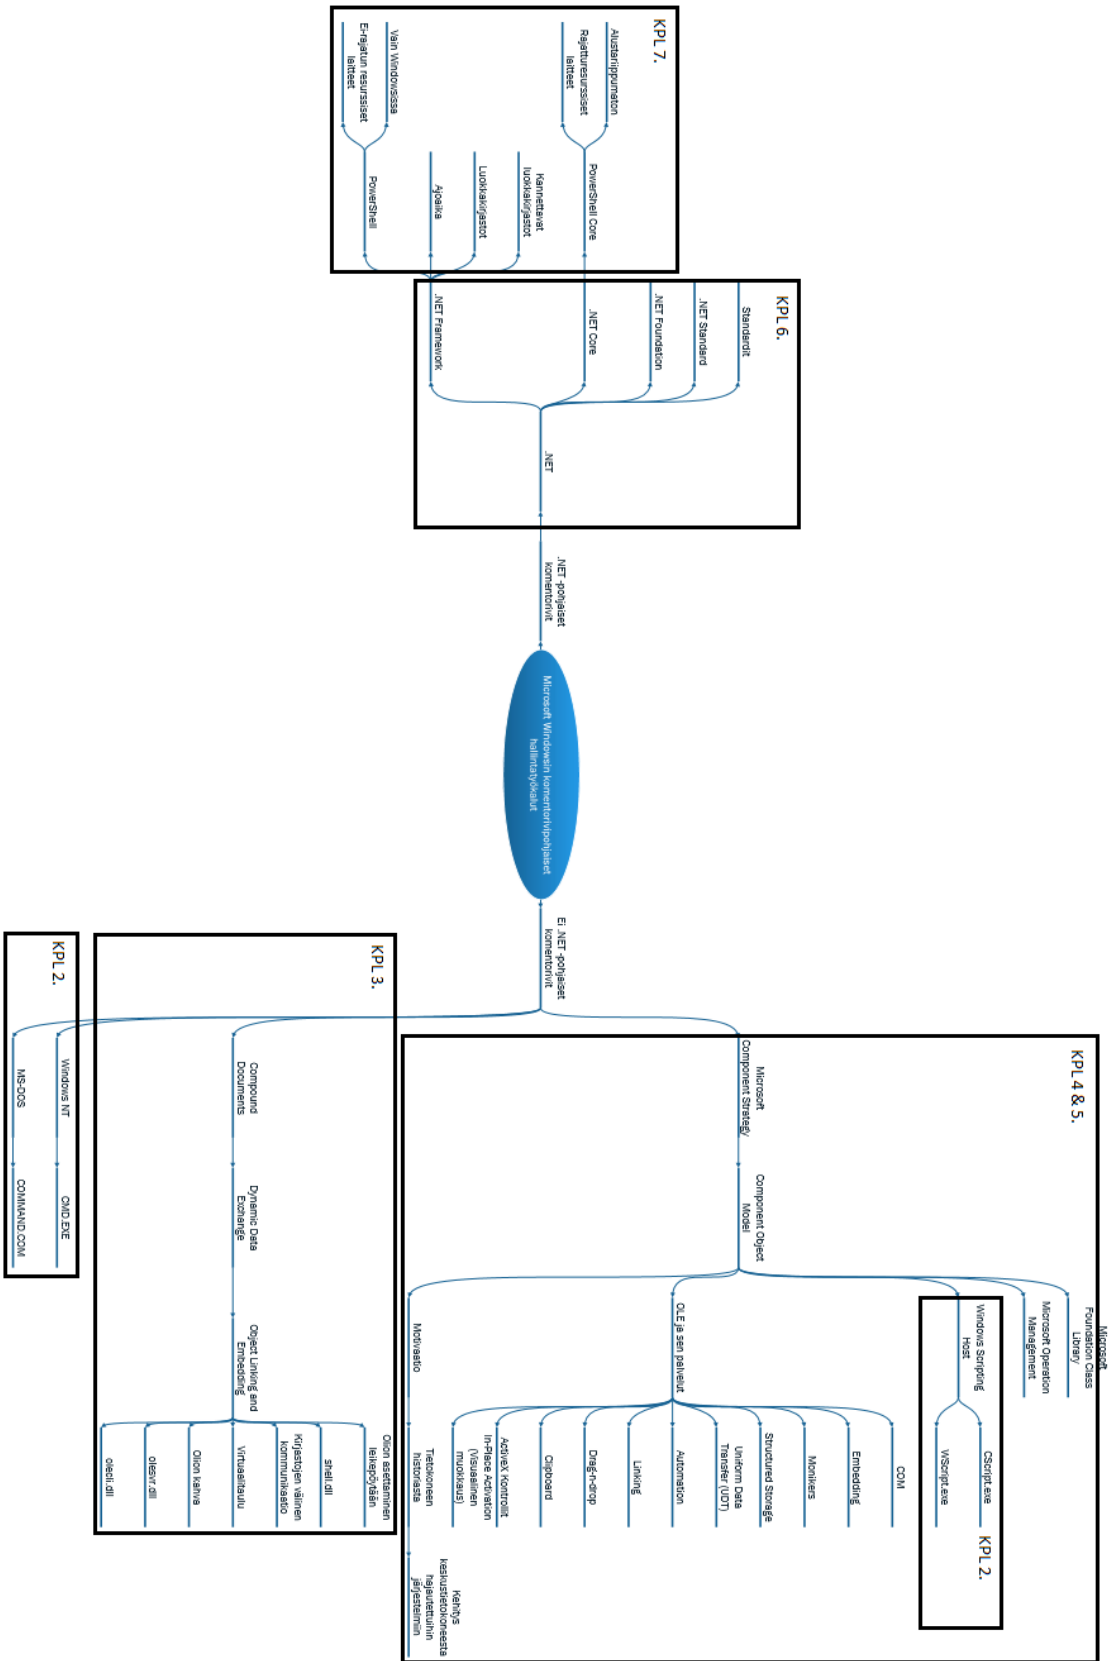 KPL 7.
Alustariippumaton
Rajatturesurssiset
laitteet
PowerShell Core
Kannettavat
luokkakirjastot
Luokkakirjastot
Ajoaika
Vain Windowsissa
Ei-rajatun resurssiset
laitteet
PowerShell
KPL 6.
Standardit
.NET Standard
.NET Foundation
.NET Core
.NET Framework
.NET
.NET -pohjaiset
komentorivit
Microsoft Windowsin komentorivipohjaiset
hallintatyökalut
Ei .NET -pohjaiset
komentorivit
KPL 4 & 5.
Microsoft
Component Strategy
Component Object
Model
Microsoft
Foundation Class
Library
Microsoft Operation
Management
Windows Scripting
Host
CScript.exe
WScript.exe
KPL 2.
OLE ja sen palvelut
COM
Embedding
Monikers
Structured Storage
Uniform Data
Transfer (UDT)
Automation
Linking
Drag-n-drop
Clipboard
ActiveX Kontrollit
In-Place Activation
(Visuaalinen
muokkaus)
Motivaatio
Tietokoneen
historiasta
Kehitys
keskustietokoneesta
hajautettuihin
järjestelmiin
KPL 3.
Compound
Documents
Dynamic Data
Exchange
Object Linking and
Embedding
Olion asettaminen
leikepöytään
shell.dll
Kirjastojen välinen
kommunikaatio
Virtuaalitaulu
Olion kahva
olesvr.dll
olecli.dll
KPL 2.
Windows NT
CMD.EXE
MS-DOS
COMMAND.COM